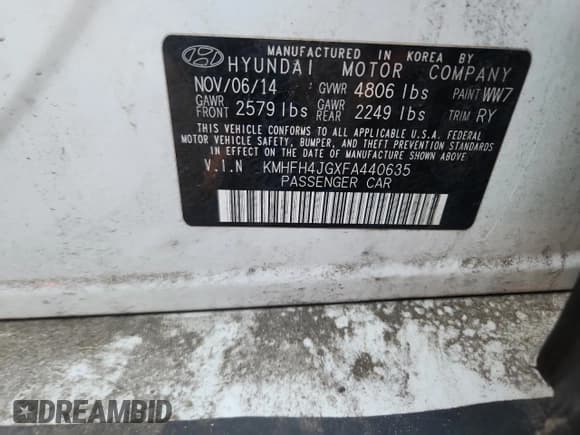 MANUFACTURED IN KOREA BY
HYUNDAI MOTOR COMPANY
NOV/06/14 : GVWR 4806 lbs PAINT WW7
GAWR FRONT 2579 lbs GAWR REAR 2249 lbs TRIM RY
THIS VEHICLE CONFORMS TO ALL APPLICABLE U.S.A. FEDERAL
MOTOR VEHICLE SAFETY, BUMPER, AND THEFT PREVENTION STANDARDS
IN EFFECT ON THE DATE OF MANUFACTURE SHOWN ABOVE.
V.I.N KMHFH4JGXFA440635
PASSENGER CAR
DREAMBID